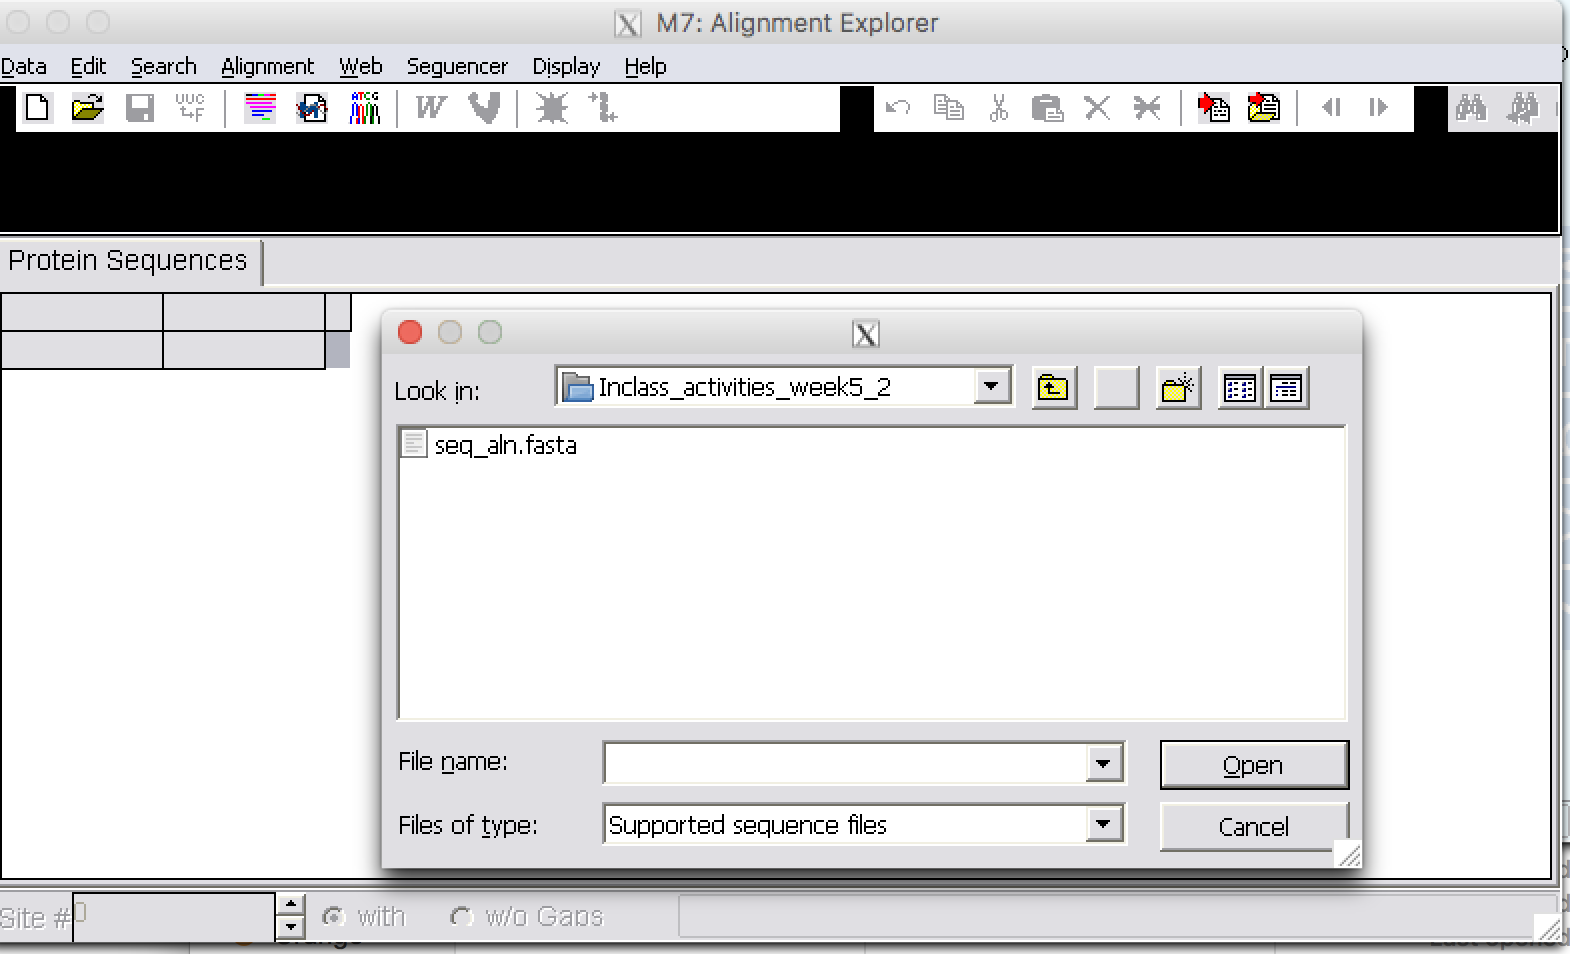 M7: Alignment Explorer
Data Edit Search Alignment Web Sequencer Display Help
Protein Sequences
Look in: Inclass_activities_week5_2
seq_aln.fasta
File name: Open
Files of type: Supported sequence files Cancel
Site # 0 with w/o Gaps